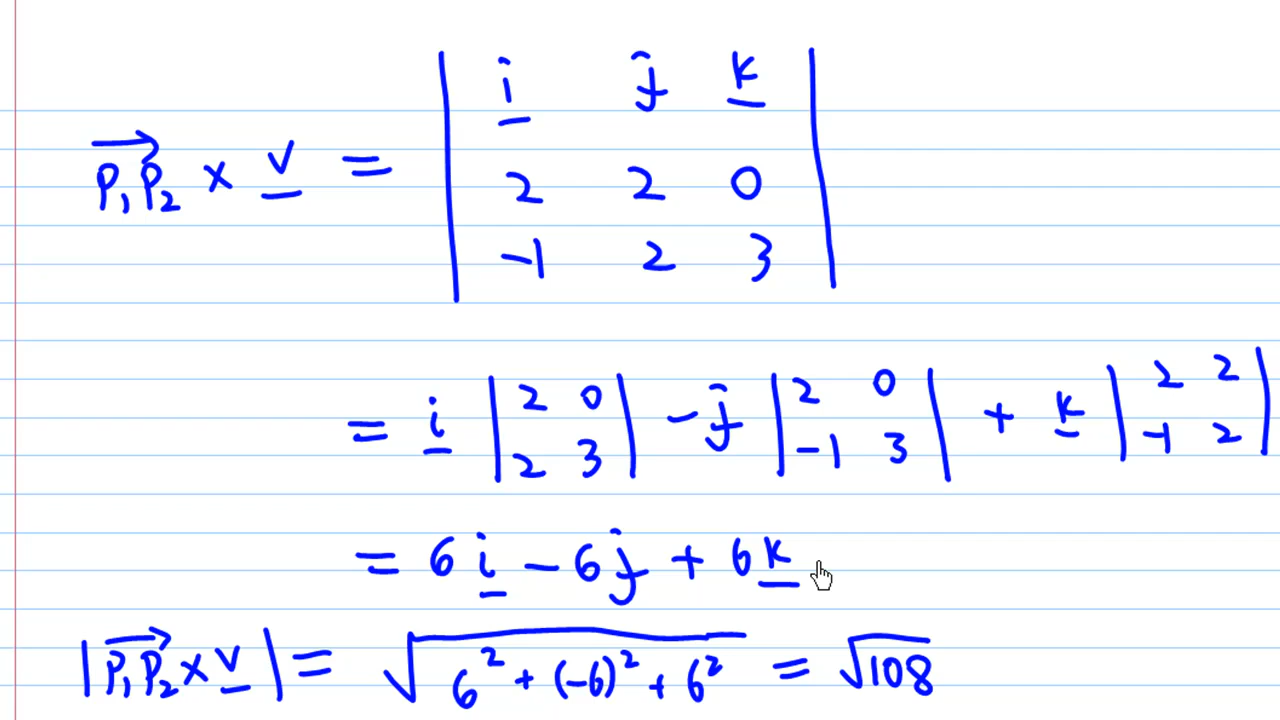 i j k
P₁P₂ × v = | 2 2 0 |
-1 2 3
= i | 2 0 | - j | 2 0 | + k | 2 2 |
2 3 -1 3 -1 2
= 6i - 6j + 6k
|P₁P₂ × v| = √6² + (-6)² + 6² = √108